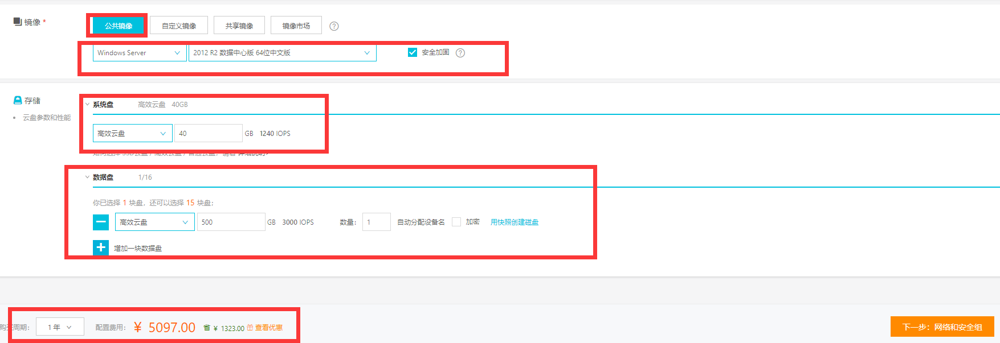 镜像 *
公共镜像 自定义镜像 共享镜像 镜像市场 ?
Windows Server 2012 R2 数据中心版 64位中文版 安全加固 ?
存储
云盘参数和性能
系统盘 高效云盘 40GB
高效云盘 40 GB 1240 IOPS
如何选择 SSD云盘 / 高效云盘 / 普通云盘，请看 详细说明>
数据盘 1/16
你已选择 1 块盘，还可以选择 15 块盘；
高效云盘 500 GB 3000 IOPS 数量： 1 自动分配设备名 加密 用快照创建磁盘
增加一块数据盘
购买周期： 1 年 配置费用： ¥ 5097.00 省 ¥ 1323.00 查看优惠
下一步：网络和安全组